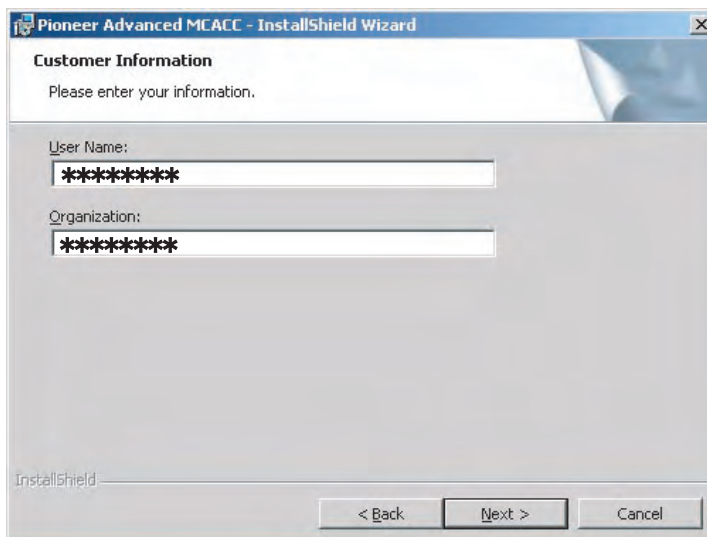 Pioneer Advanced MCACC - InstallShield Wizard
Customer Information
Please enter your information.
User Name:
********
Organization:
********
InstallShield
< Back
Next >
Cancel